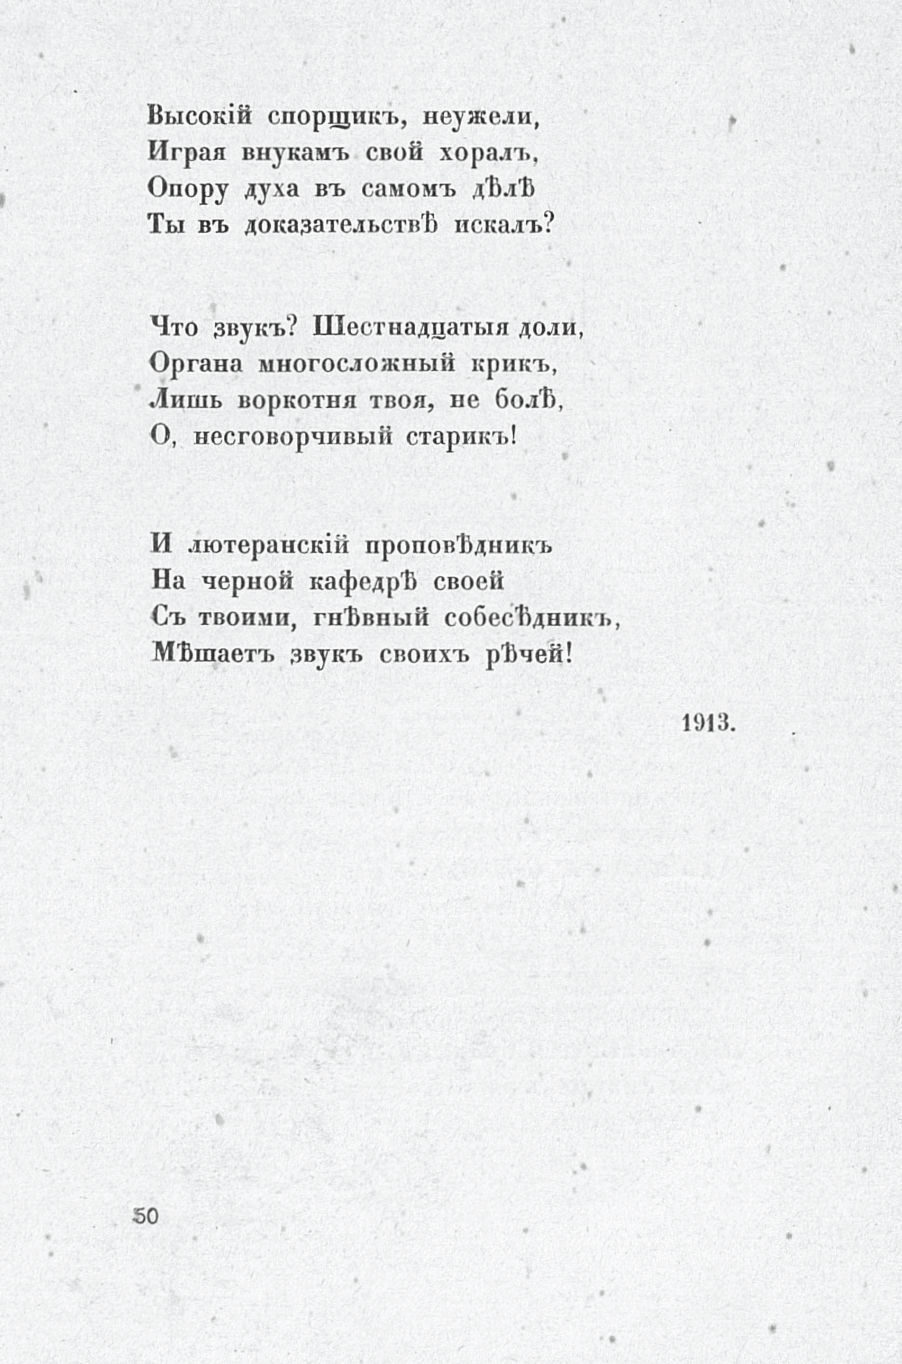 Высокій спорщикъ, неужели,
Играя внукамъ свой хоралъ,
Опору духа въ самомъ дѣлѣ
Ты въ доказательствѣ искалъ?
Что звукъ? Шестнадцатыя доли,
Органа многосложный крикъ,
Лишь воркотня твоя, не болѣ,
О, несговорчивый старикъ!
И лютеранскій проповѣдникъ
На черной кафедрѣ своей
Съ твоими, гнѣвный собесѣдникъ,
Мѣшаетъ звукъ своихъ рѣчей!
1913.
50